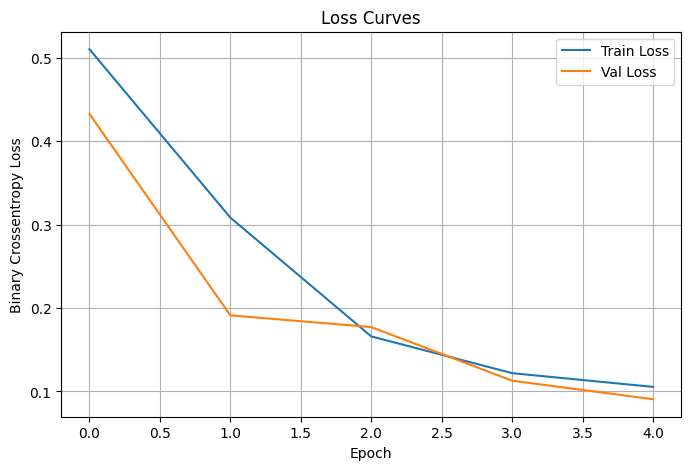 Loss Curves
Train Loss
Val Loss
Binary Crossentropy Loss
0.5
0.4
0.3
0.2
0.1
0.0 0.5 1.0 1.5 2.0 2.5 3.0 3.5 4.0
Epoch